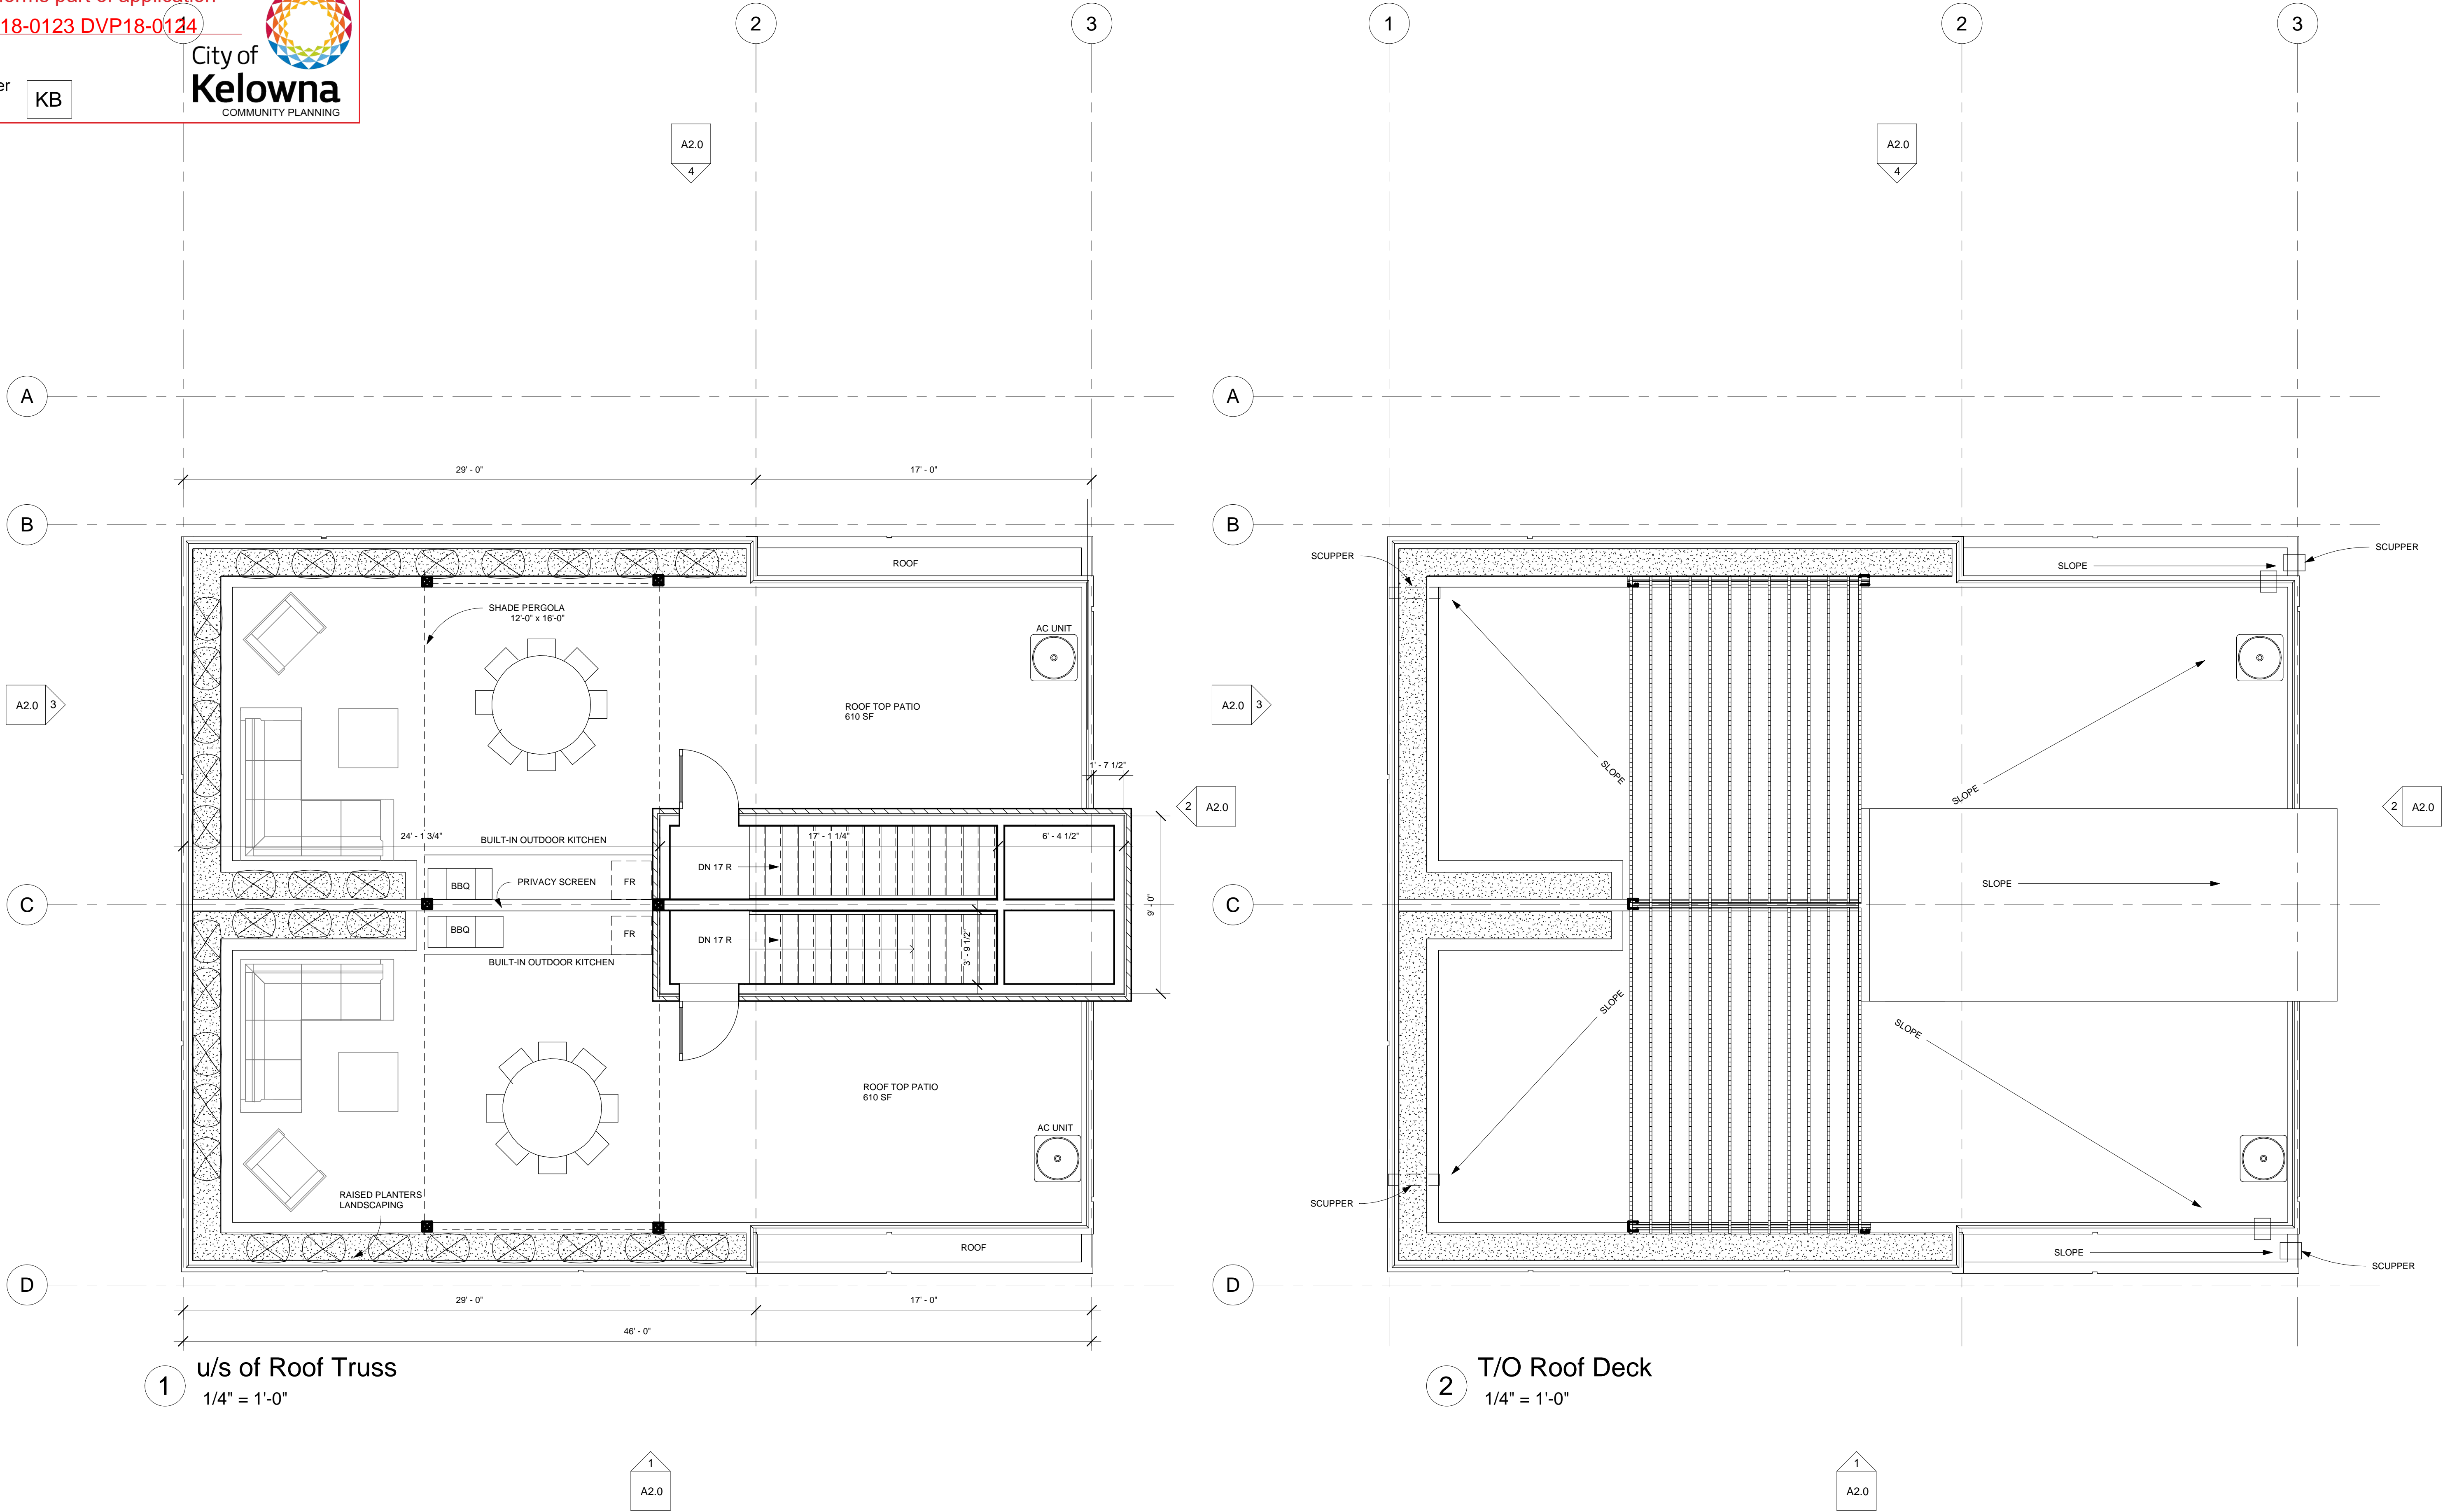 forms part of application
18-0123 DVP18-0124
City of
Kelowna
COMMUNITY PLANNING
KB
1
2
3
A2.0
4
A
29' - 0"
17' - 0"
B
ROOF
SHADE PERGOLA
12'-0" x 16'-0"
AC UNIT
A2.0
3
ROOF TOP PATIO
610 SF
1' - 7 1/2"
2
A2.0
24' - 1 3/4"
BUILT-IN OUTDOOR KITCHEN
17' - 1 1/4"
6' - 4 1/2"
DN 17 R
BBQ
PRIVACY SCREEN
FR
C
9' - 0"
BBQ
FR
DN 17 R
3' - 9 1/2"
BUILT-IN OUTDOOR KITCHEN
ROOF TOP PATIO
610 SF
AC UNIT
RAISED PLANTERS
LANDSCAPING
ROOF
D
29' - 0"
17' - 0"
46' - 0"
1
u/s of Roof Truss
1/4" = 1'-0"
1
A2.0
1
2
3
A2.0
4
A
B
SCUPPER
SCUPPER
SLOPE
A2.0
3
SLOPE
SLOPE
2
A2.0
SLOPE
C
SLOPE
SLOPE
SCUPPER
SLOPE
SCUPPER
D
2
T/O Roof Deck
1/4" = 1'-0"
1
A2.0